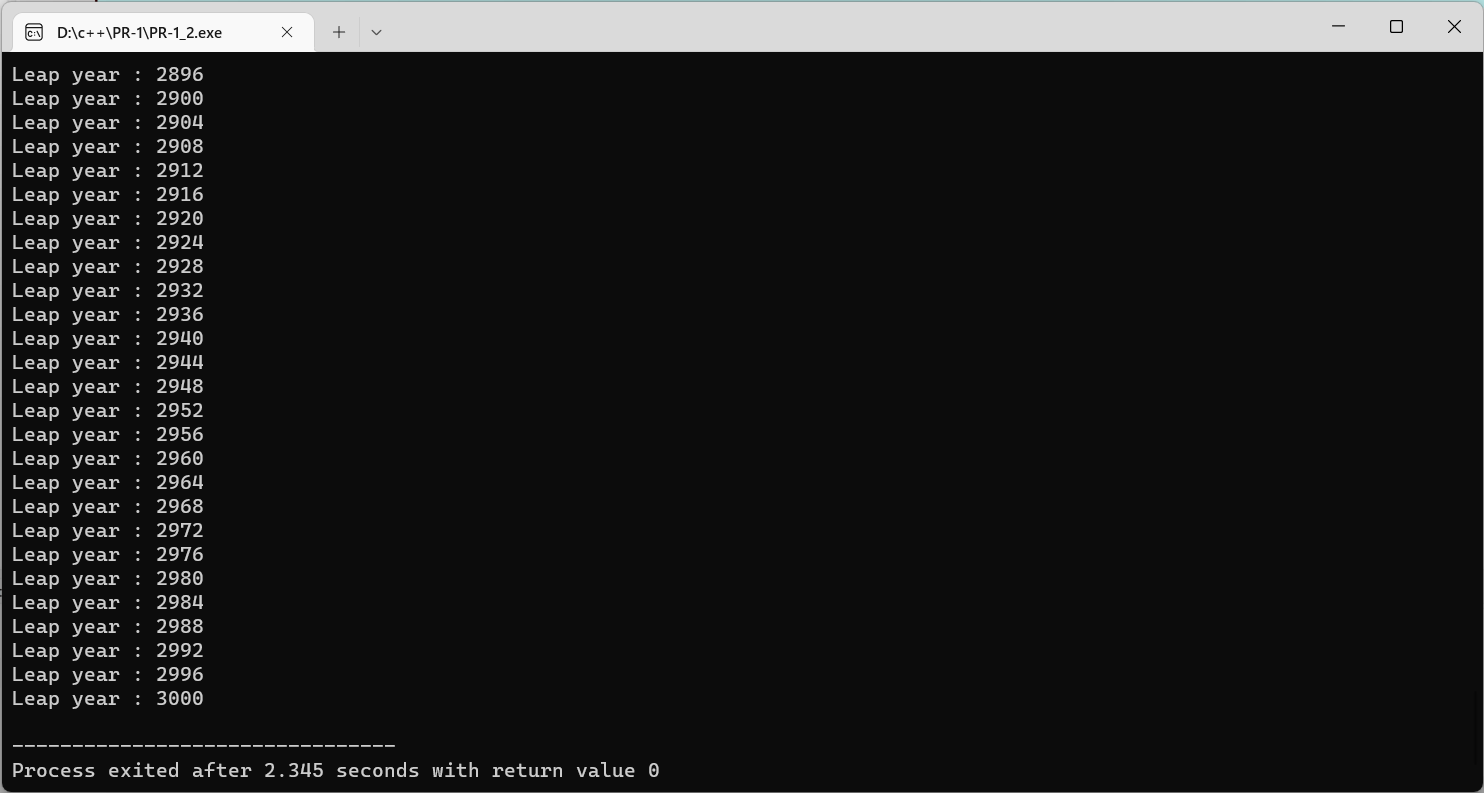 D:\c++\PR-1\PR-1_2.exe
Leap year : 2896
Leap year : 2900
Leap year : 2904
Leap year : 2908
Leap year : 2912
Leap year : 2916
Leap year : 2920
Leap year : 2924
Leap year : 2928
Leap year : 2932
Leap year : 2936
Leap year : 2940
Leap year : 2944
Leap year : 2948
Leap year : 2952
Leap year : 2956
Leap year : 2960
Leap year : 2964
Leap year : 2968
Leap year : 2972
Leap year : 2976
Leap year : 2980
Leap year : 2984
Leap year : 2988
Leap year : 2992
Leap year : 2996
Leap year : 3000
--------------------------------
Process exited after 2.345 seconds with return value 0